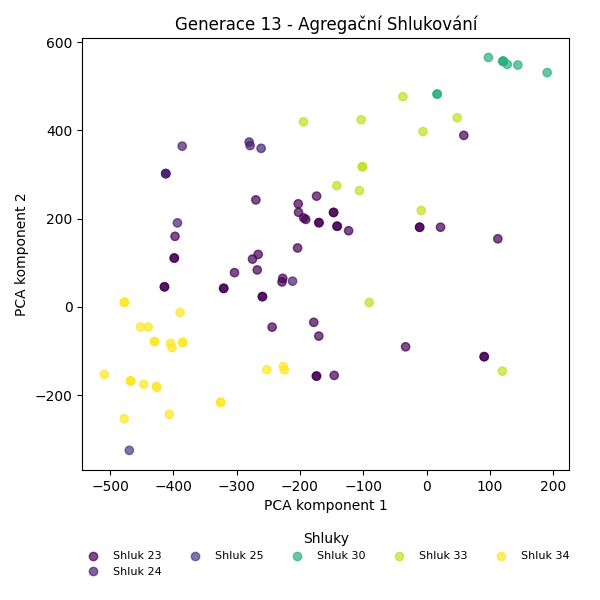 Generace 13 - Agregační Shlukování
600
400
200
0
−200
PCA komponent 2
−500 −400 −300 −200 −100 0 100 200
PCA komponent 1
Shluky
Shluk 23 Shluk 25 Shluk 30 Shluk 33 Shluk 34
Shluk 24